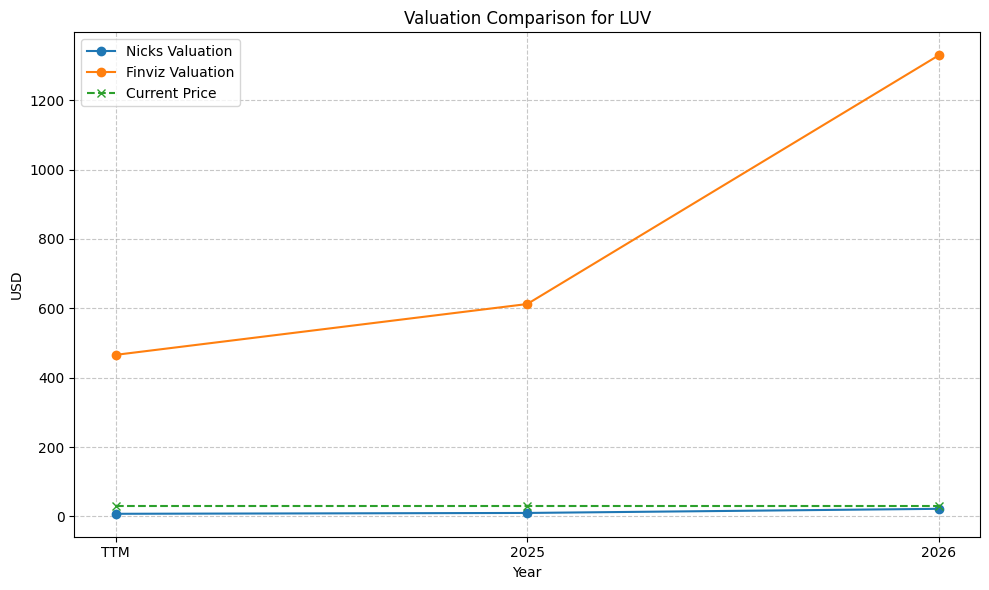 Valuation Comparison for LUV
Nicks Valuation
Finviz Valuation
Current Price
USD
1200
1000
800
600
400
200
0
TTM
2025
2026
Year